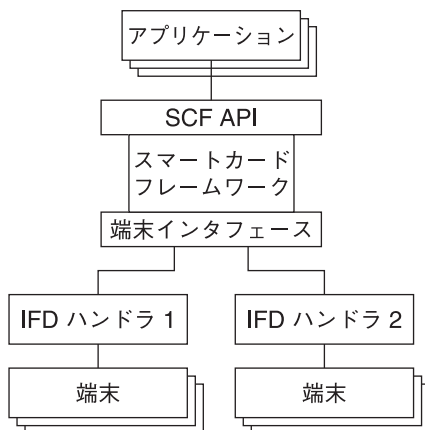 アプリケーション
SCF API
スマートカード
フレームワーク
端末インタフェース
IFD ハンドラ 1
IFD ハンドラ 2
端末
端末